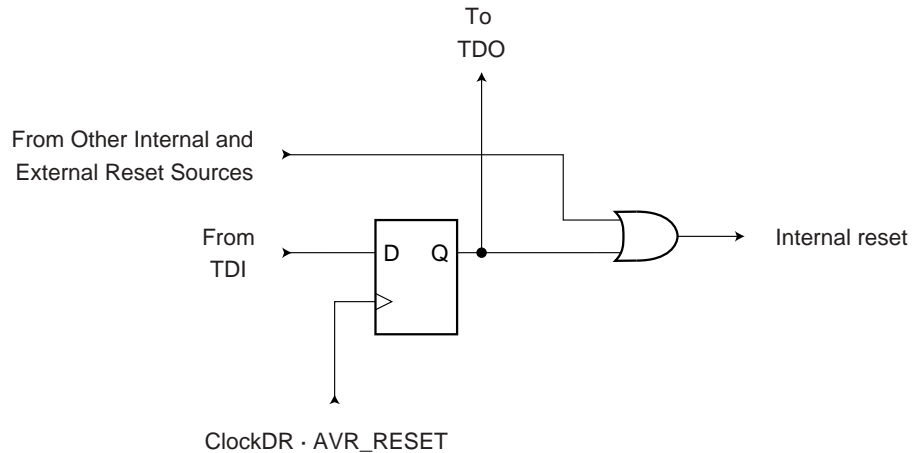 To
TDO
From Other Internal and
External Reset Sources
From
TDI
D Q
Internal reset
ClockDR · AVR_RESET